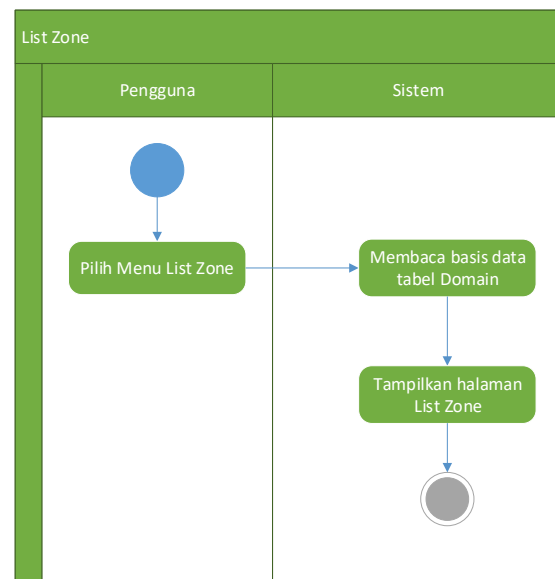 List Zone
Pengguna
Sistem
Pilih Menu List Zone
Membaca basis data
tabel Domain
Tampilkan halaman
List Zone